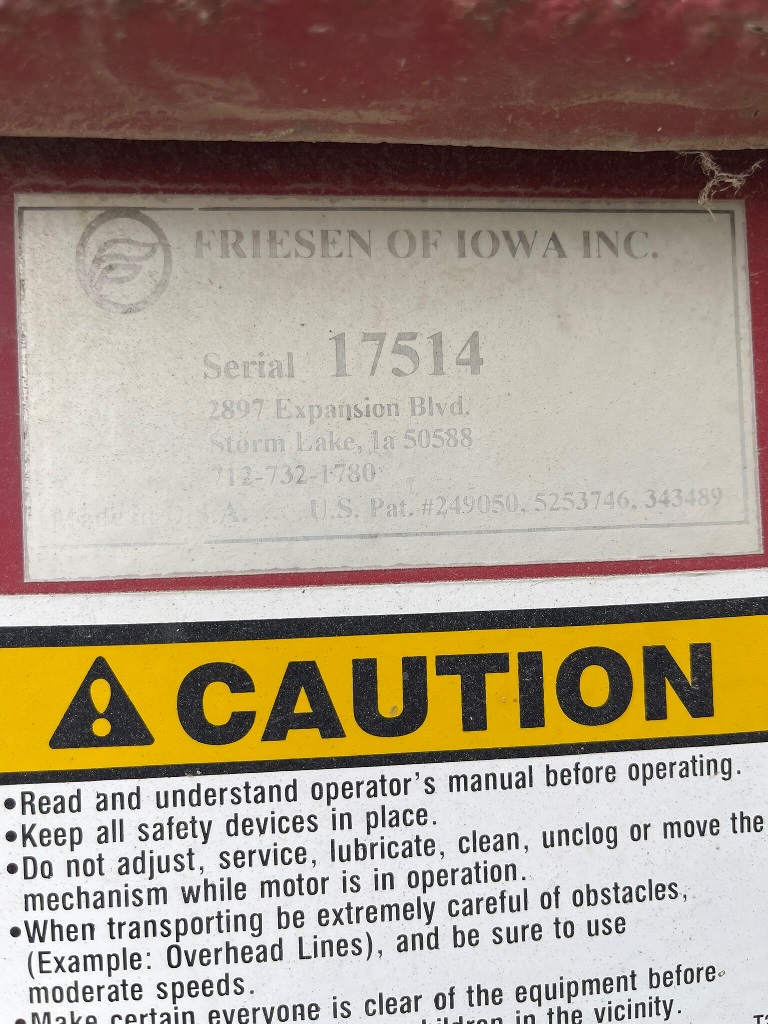 FRIESEN OF IOWA INC.
Serial 17514
2897 Expansion Blvd.
Storm Lake, Ia 50588
712-732-1780
Made in U.S.A. U.S. Pat. #249050, 5253746, 343489
CAUTION
•Read and understand operator's manual before operating.
•Keep all safety devices in place.
•Do not adjust, service, lubricate, clean, unclog or move the
mechanism while motor is in operation.
•When transporting be extremely careful of obstacles,
(Example: Overhead Lines), and be sure to use
moderate speeds.
•Make certain everyone is clear of the equipment before
children in the vicinity.